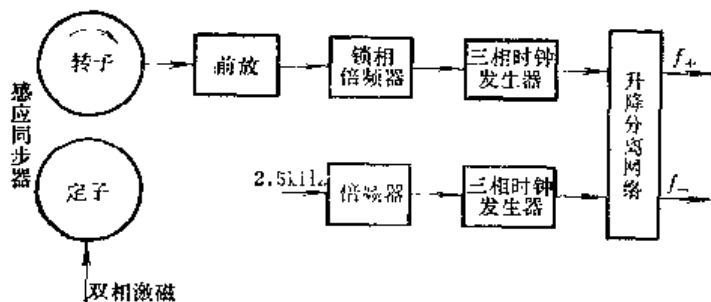 感应同步器
转子
前放
锁相
倍频器
三相时钟
发生器
升降分离网络
f+
定子
2.5kHz
倍频器
三相时钟
发生器
f-
双相激磁